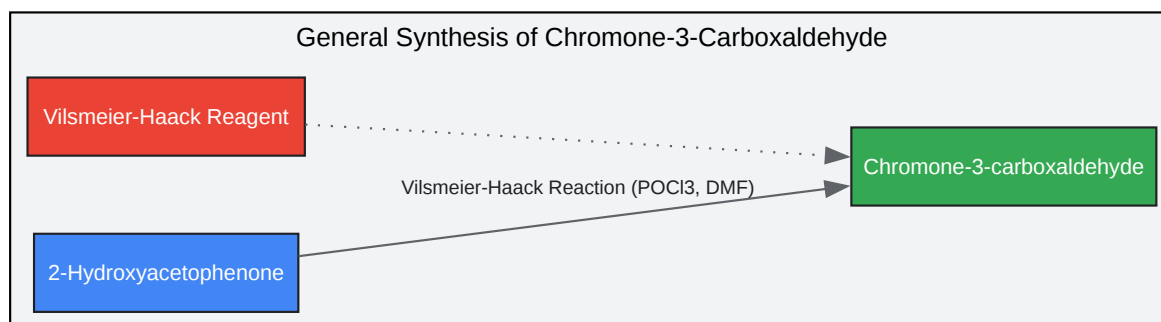 General Synthesis of Chromone-3-Carboxaldehyde
Vilsmeier-Haack Reagent
Chromone-3-carboxaldehyde
Vilsmeier-Haack Reaction (POCl3, DMF)
2-Hydroxyacetophenone